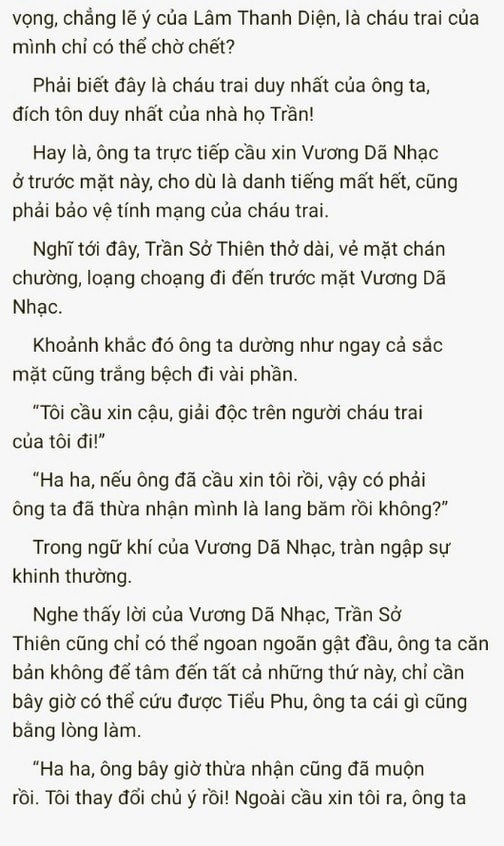 vọng, chẳng lẽ ý của Lâm Thanh Diện, là cháu trai của
mình chỉ có thể chờ chết?
Phải biết đây là cháu trai duy nhất của ông ta,
đích tôn duy nhất của nhà họ Trần!
Hay là, ông ta trực tiếp cầu xin Vương Dã Nhạc
ở trước mặt này, cho dù là danh tiếng mất hết, cũng
phải bảo vệ tính mạng của cháu trai.
Nghĩ tới đây, Trần Sở Thiên thở dài, vẻ mặt chán
chường, loạng choạng đi đến trước mặt Vương Dã
Nhạc.
Khoảnh khắc đó ông ta dường như ngay cả sắc
mặt cũng trắng bệch đi vài phần.
“Tôi cầu xin cậu, giải độc trên người cháu trai
của tôi đi!”
“Ha ha, nếu ông đã cầu xin tôi rồi, vậy có phải
ông ta đã thừa nhận mình là lang băm rồi không?”
Trong ngữ khí của Vương Dã Nhạc, tràn ngập sự
khinh thường.
Nghe thấy lời của Vương Dã Nhạc, Trần Sở
Thiên cũng chỉ có thể ngoan ngoãn gật đầu, ông ta căn
bản không để tâm đến tất cả những thứ này, chỉ cần
bây giờ có thể cứu được Tiểu Phu, ông ta cái gì cũng
bằng lòng làm.
“Ha ha, ông bây giờ thừa nhận cũng đã muộn
rồi. Tôi thay đổi chủ ý rồi! Ngoài cầu xin tôi ra, ông ta